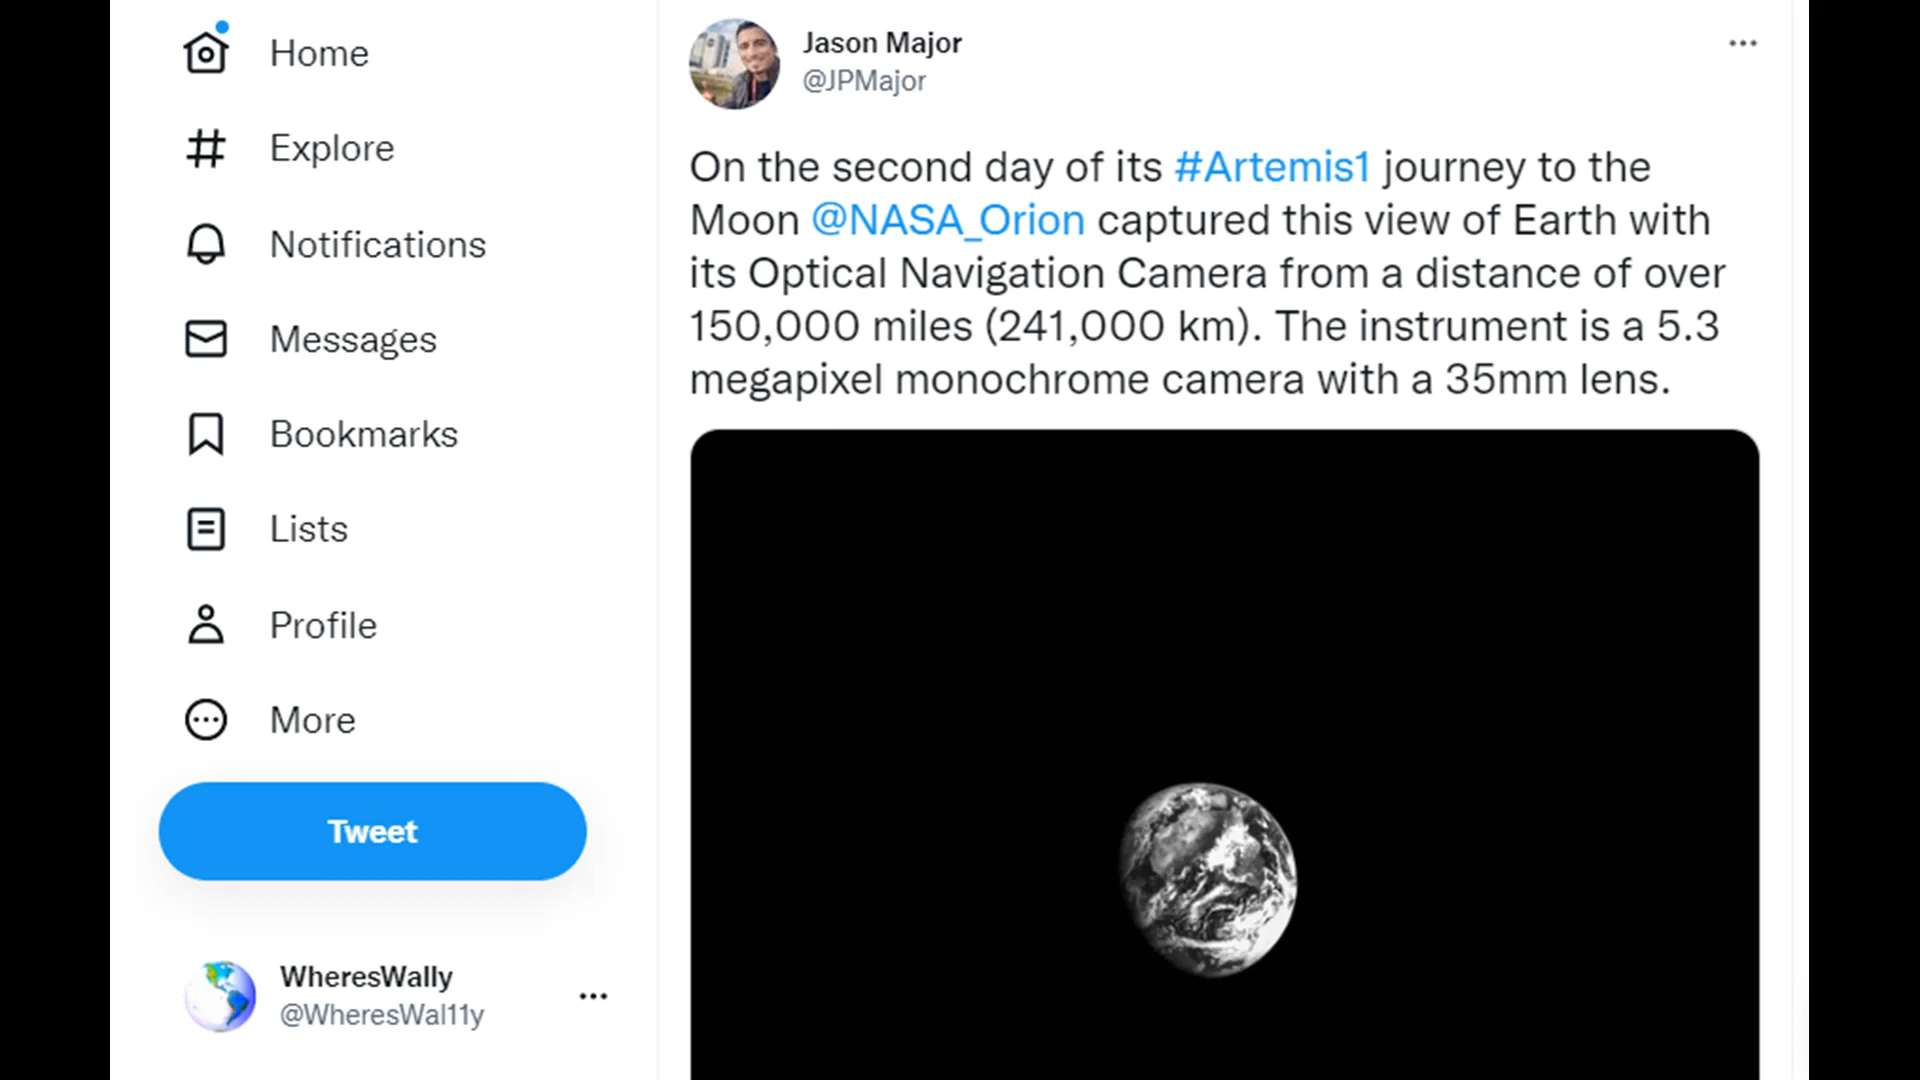 Home
Explore
Notifications
Messages
Bookmarks
Lists
Profile
More
Tweet
WheresWally
@WheresWal11y
Jason Major
@JPMajor
On the second day of its #Artemis1 journey to the
Moon @NASA_Orion captured this view of Earth with
its Optical Navigation Camera from a distance of over
150,000 miles (241,000 km). The instrument is a 5.3
megapixel monochrome camera with a 35mm lens.